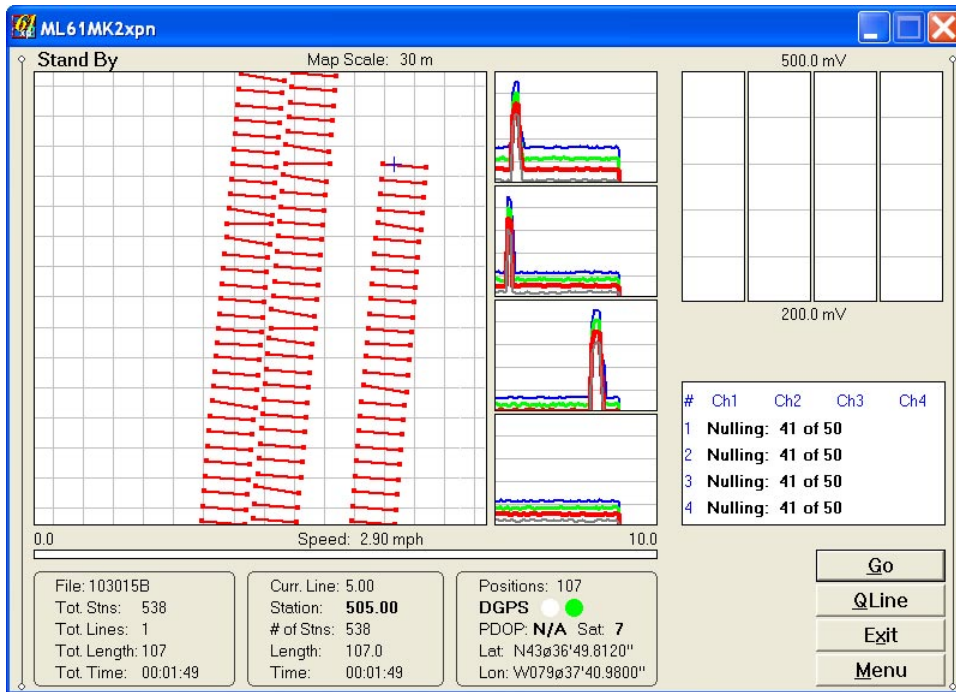 61
ML61MK2xpn
Stand By Map Scale: 30 m 500.0 mV
200.0 mV
# Ch1 Ch2 Ch3 Ch4
1 Nulling: 41 of 50
2 Nulling: 41 of 50
3 Nulling: 41 of 50
4 Nulling: 41 of 50
0.0 Speed: 2.90 mph 10.0
File: 103015B
Tot. Stns: 538
Tot. Lines: 1
Tot. Length: 107
Tot. Time: 00:01:49
Curr. Line: 5.00
Station: 505.00
# of Stns: 538
Length: 107.0
Time: 00:01:49
Positions: 107
DGPS
PDOP: N/A Sat: 7
Lat: N43ø36'49.8120"
Lon: W079ø37'40.9800"
Go
QLine
Exit
Menu